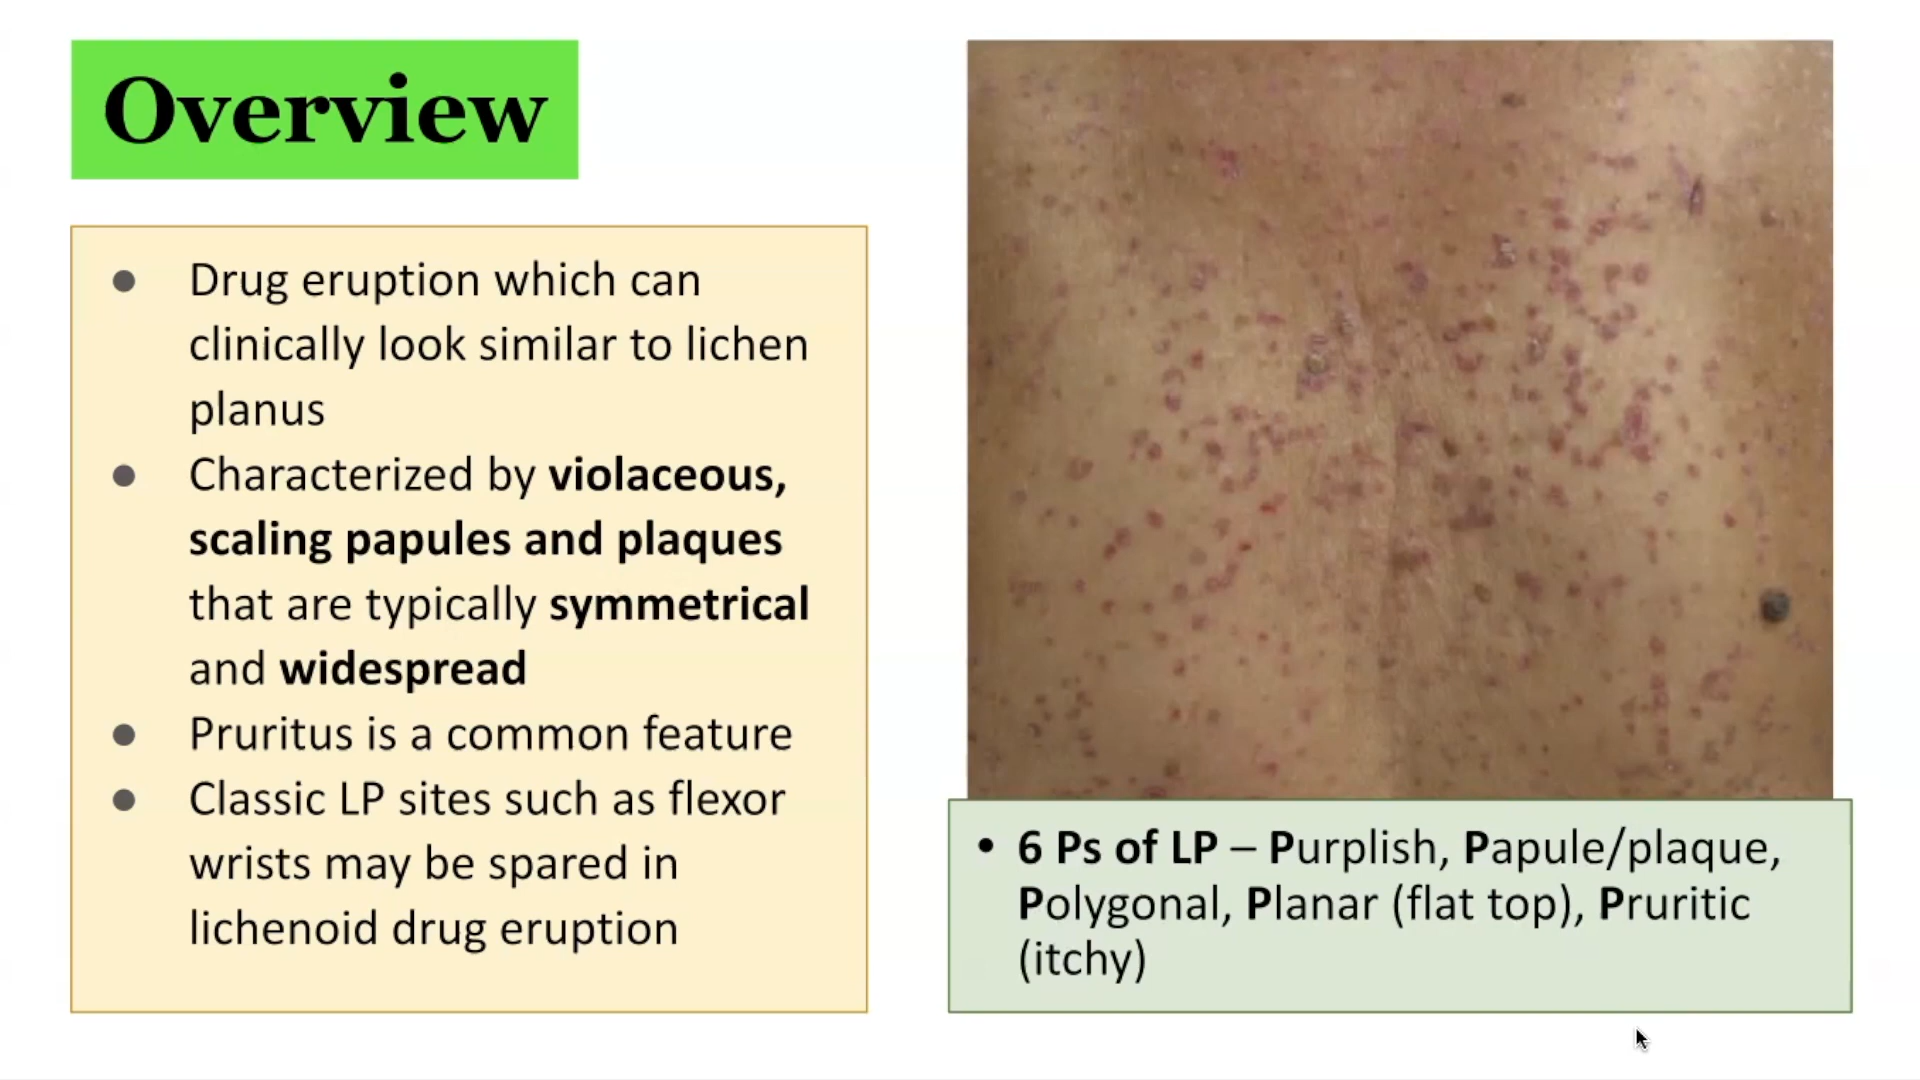 Overview
● Drug eruption which can
clinically look similar to lichen
planus
● Characterized by violaceous,
scaling papules and plaques
that are typically symmetrical
and widespread
● Pruritus is a common feature
● Classic LP sites such as flexor
wrists may be spared in
lichenoid drug eruption
• 6 Ps of LP – Purplish, Papule/plaque,
Polygonal, Planar (flat top), Pruritic
(itchy)